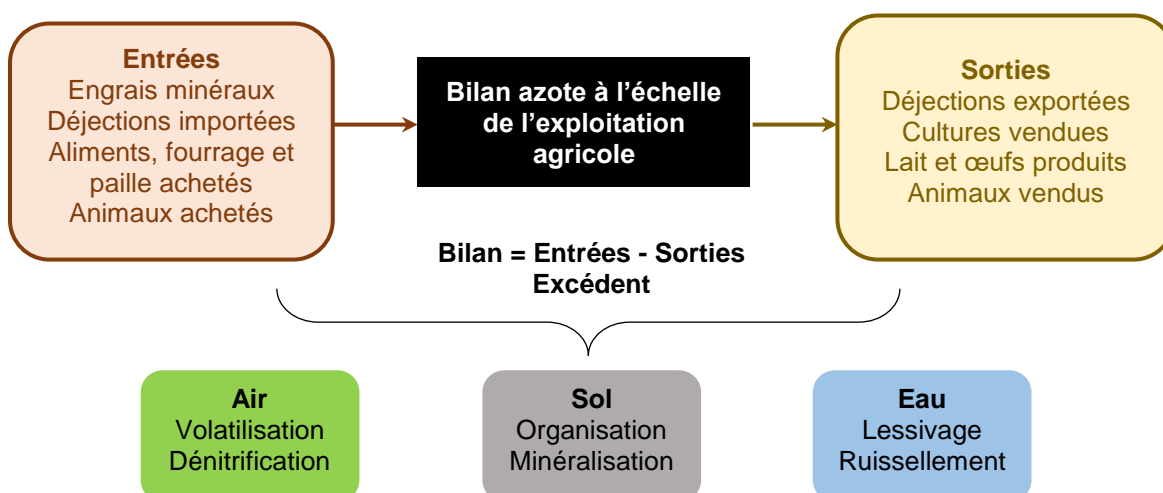 Entrées
Engrais minéraux
Déjections importées
Aliments, fourrage et
paille achetés
Animaux achetés
Bilan azote à l’échelle
de l’exploitation
agricole
Sorties
Déjections exportées
Cultures vendues
Lait et œufs produits
Animaux vendus
Bilan = Entrées - Sorties
Excédent
Air
Volatilisation
Dénitrification
Sol
Organisation
Minéralisation
Eau
Lessivage
Ruissellement